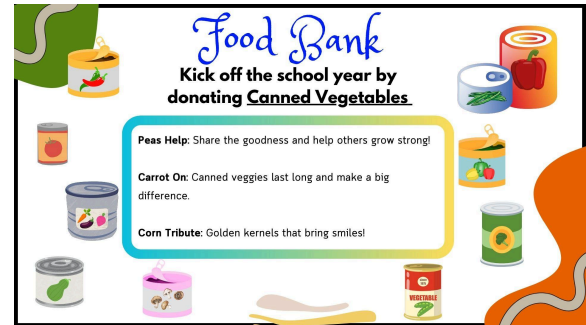 Food Bank
Kick off the school year by
donating Canned Vegetables
Peas Help: Share the goodness and help others grow strong!
Carrot On: Canned veggies last long and make a big
difference.
Corn Tribute: Golden kernels that bring smiles!
VEGETABLE